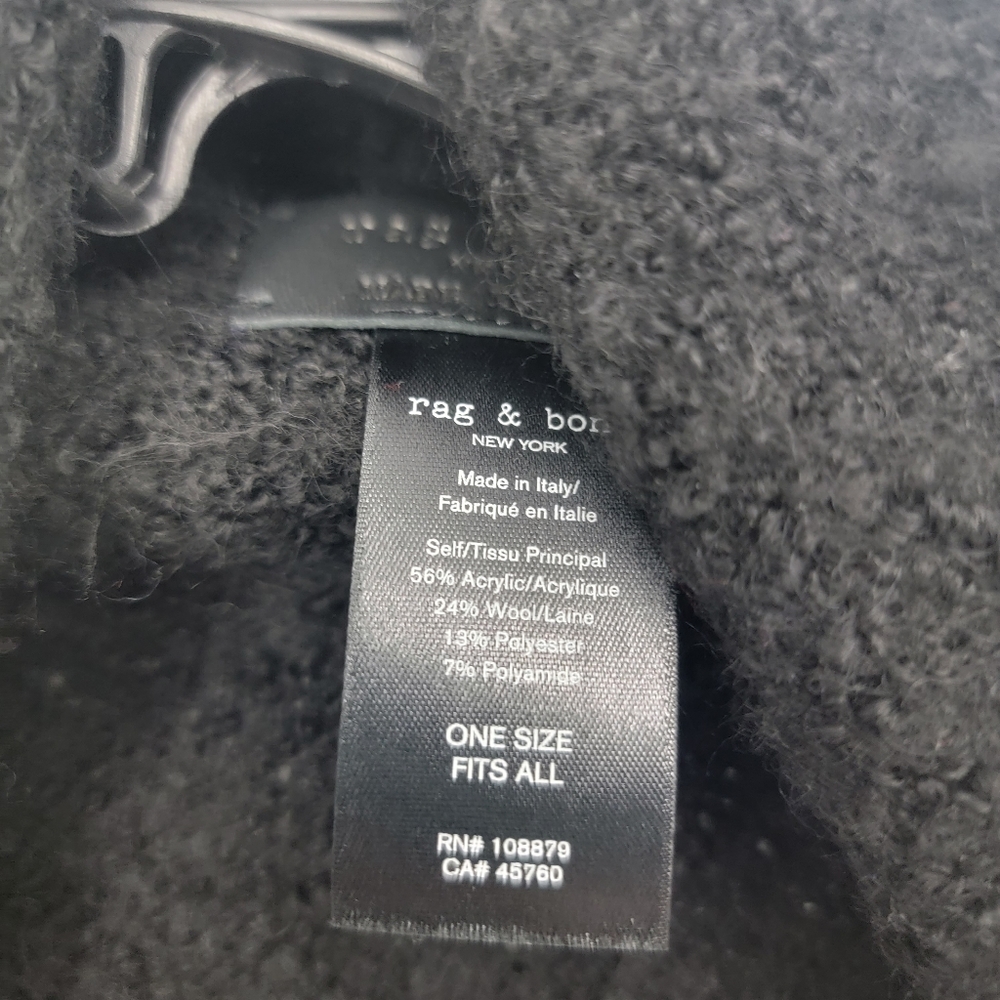 rag & bon
NEW YORK
Made in Italy/
Fabriqué en Italie
Self/Tissu Principal
56% Acrylic/Acrylique
24% Wool/Laine
13% Polyester
7% Polyamide
ONE SIZE
FITS ALL
RN# 108879
CA# 45760